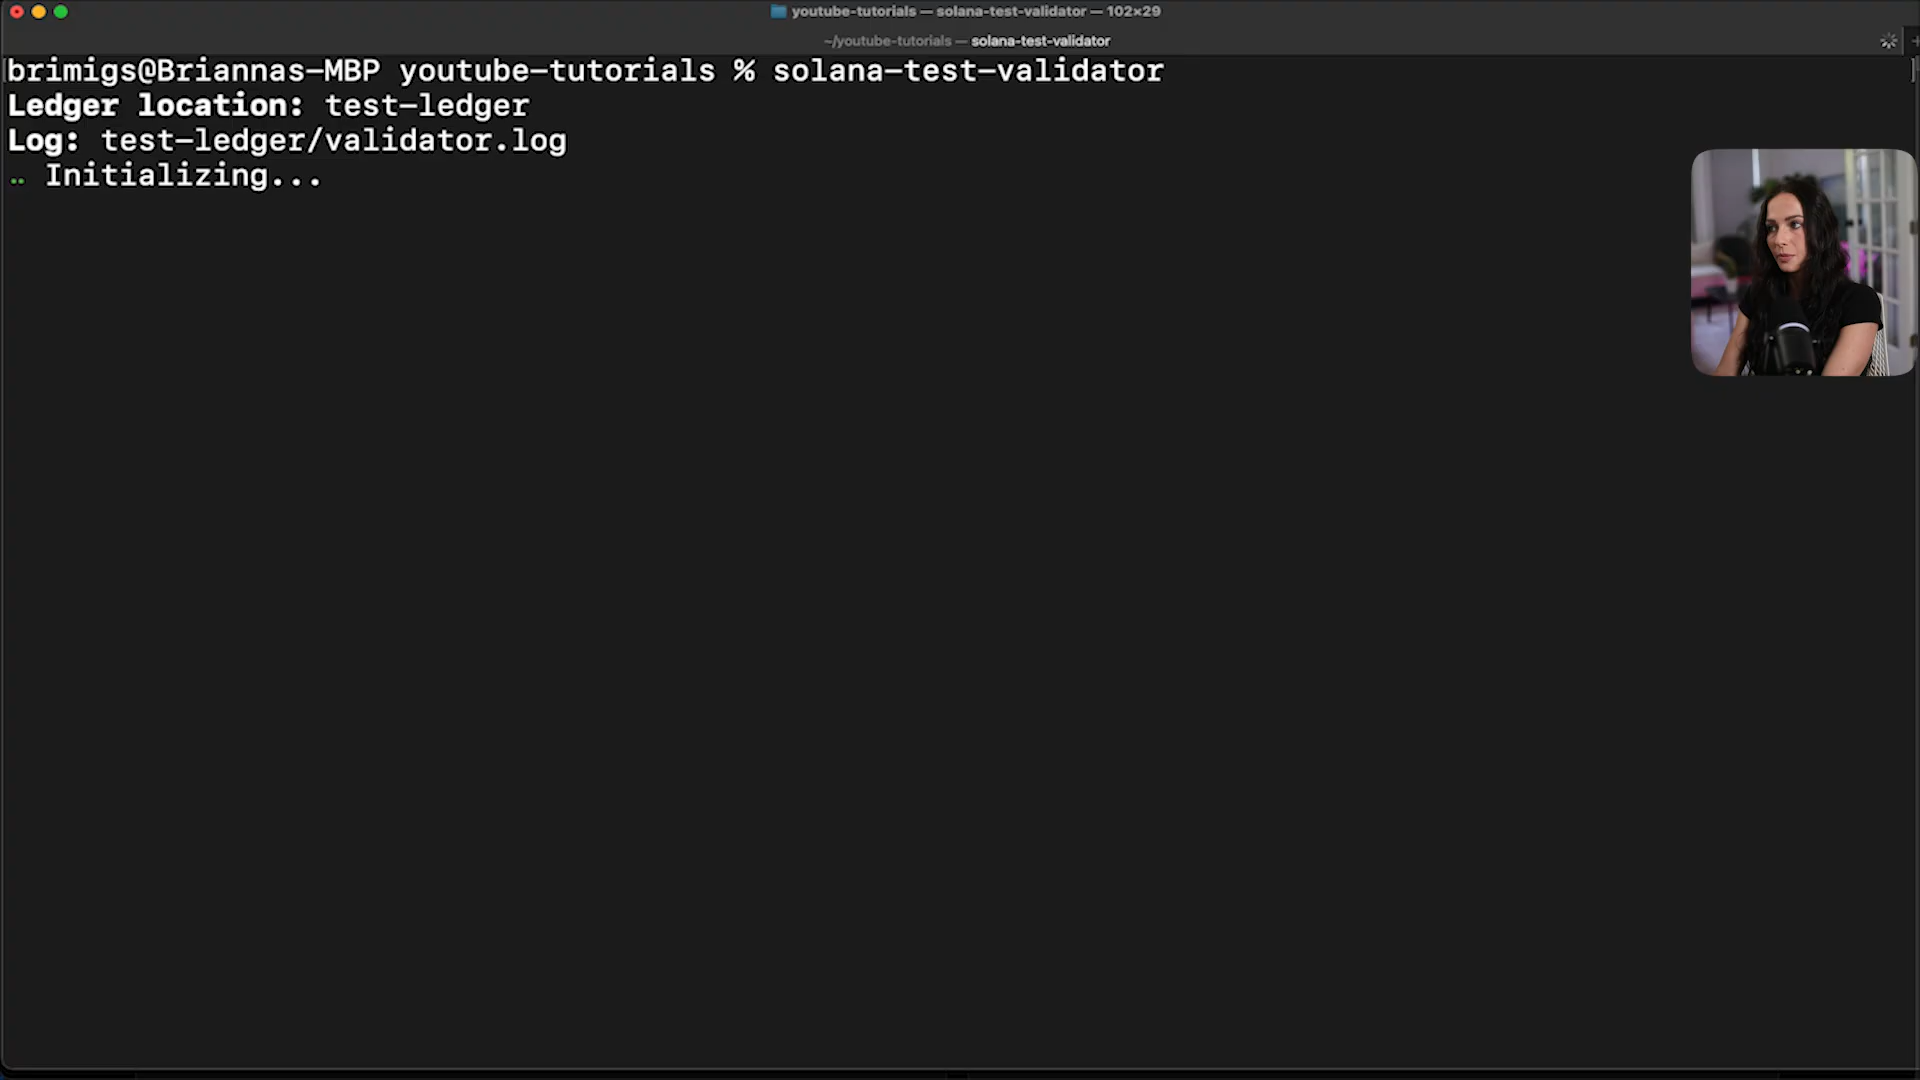 youtube-tutorials — solana-test-validator — 102×29
~/youtube-tutorials — solana-test-validator
brimigs@Briannas-MBP youtube-tutorials % solana-test-validator
Ledger location: test-ledger
Log: test-ledger/validator.log
Initializing...